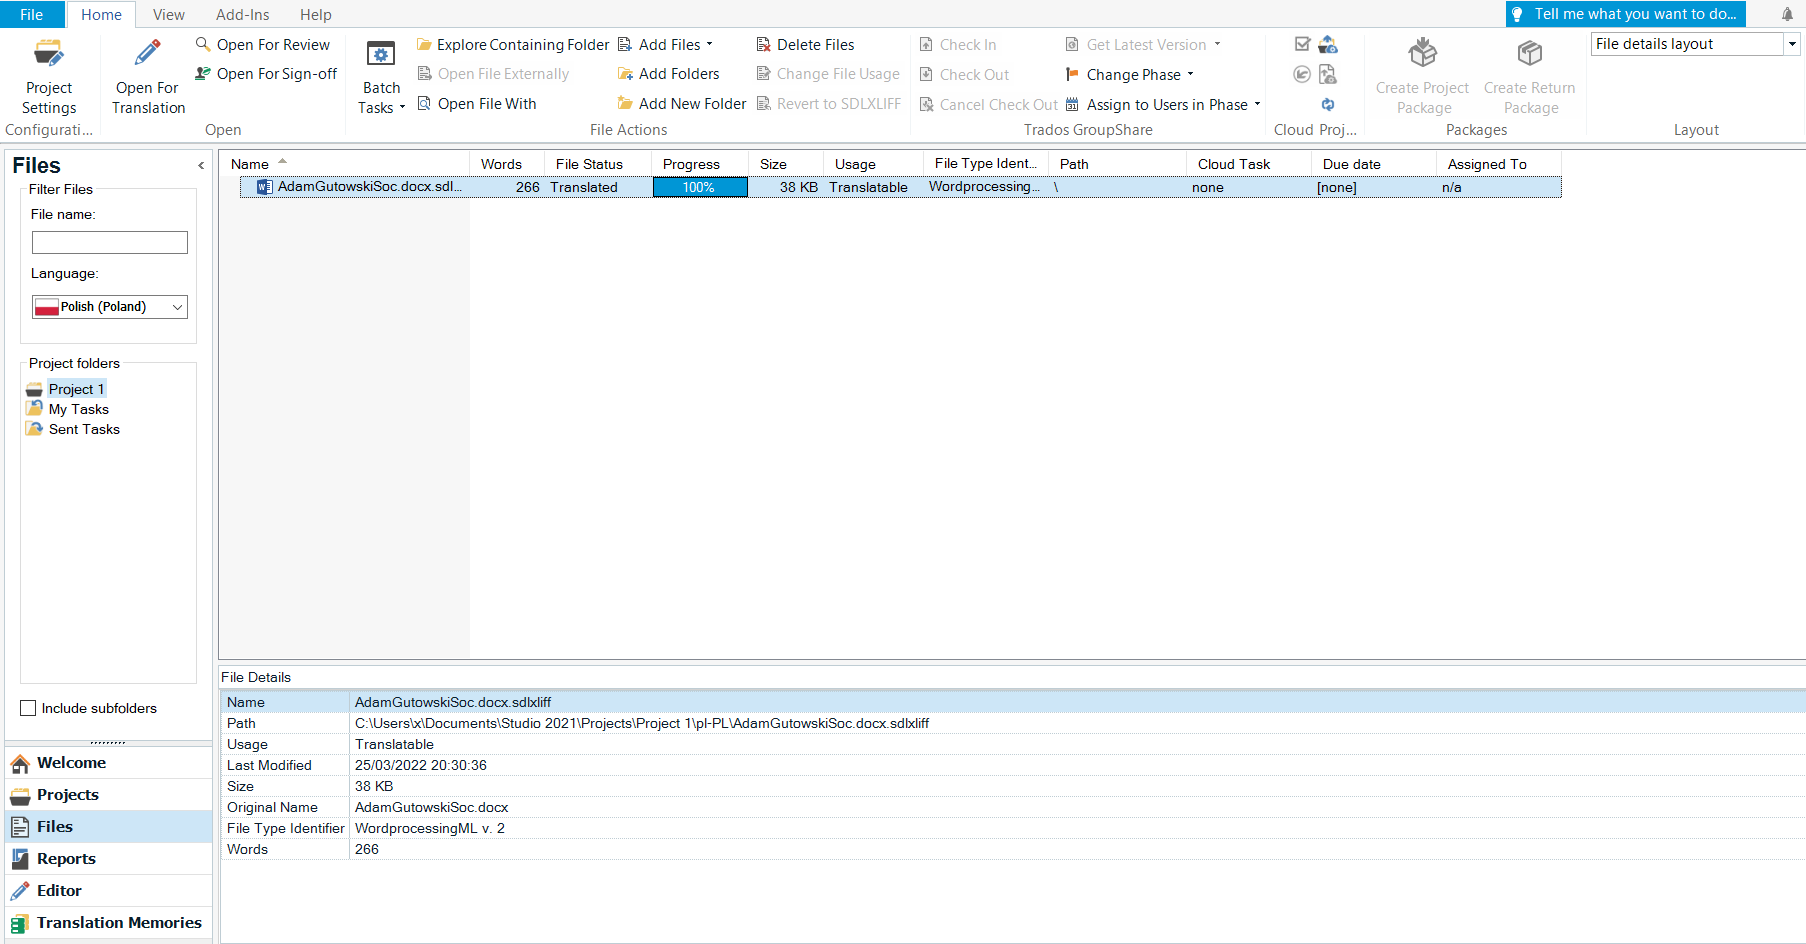 File Home View Add-Ins Help Tell me what you want to do...
Project Settings
Configurati...
Open For Translation
Open For Review
Open For Sign-off
Open
Batch Tasks
Explore Containing Folder
Open File Externally
Open File With
Add Files
Add Folders
Add New Folder
Delete Files
Change File Usage
Revert to SDLXLIFF
File Actions
Check In
Check Out
Cancel Check Out
Get Latest Version
Change Phase
Assign to Users in Phase
Trados GroupShare
Cloud Proj...
Create Project Package
Create Return Package
Packages
File details layout
Layout
Files
Filter Files
File name:
Language:
Polish (Poland)
Project folders
Project 1
My Tasks
Sent Tasks
Include subfolders
Welcome
Projects
Files
Reports
Editor
Translation Memories
Name Words File Status Progress Size Usage File Type Ident... Path Cloud Task Due date Assigned To
AdamGutowskiSoc.docx.sdl... 266 Translated 100% 38 KB Translatable Wordprocessing... \ none [none] n/a
File Details
Name AdamGutowskiSoc.docx.sdlxliff
Path C:\Users\x\Documents\Studio 2021\Projects\Project 1\pl-PL\AdamGutowskiSoc.docx.sdlxliff
Usage Translatable
Last Modified 25/03/2022 20:30:36
Size 38 KB
Original Name AdamGutowskiSoc.docx
File Type Identifier WordprocessingML v. 2
Words 266